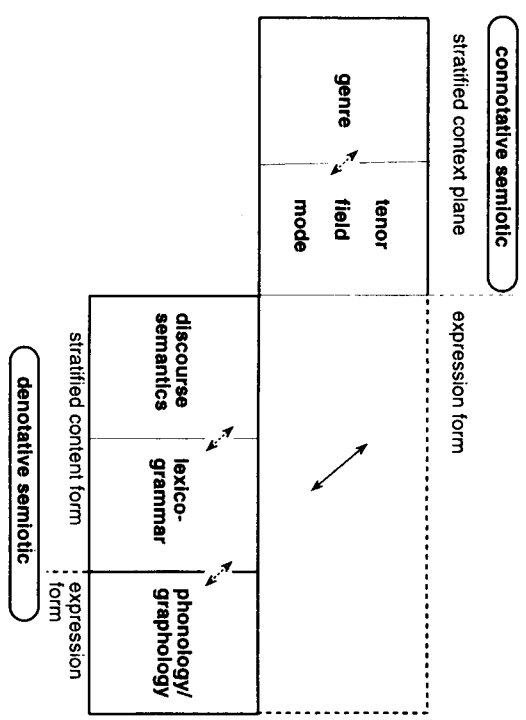 connotative semiotic
stratified context plane
expression form
genre
tenor
field
mode
discourse
semantics
lexico-
grammar
phonology/
graphology
stratified content form
expression
form
denotative semiotic